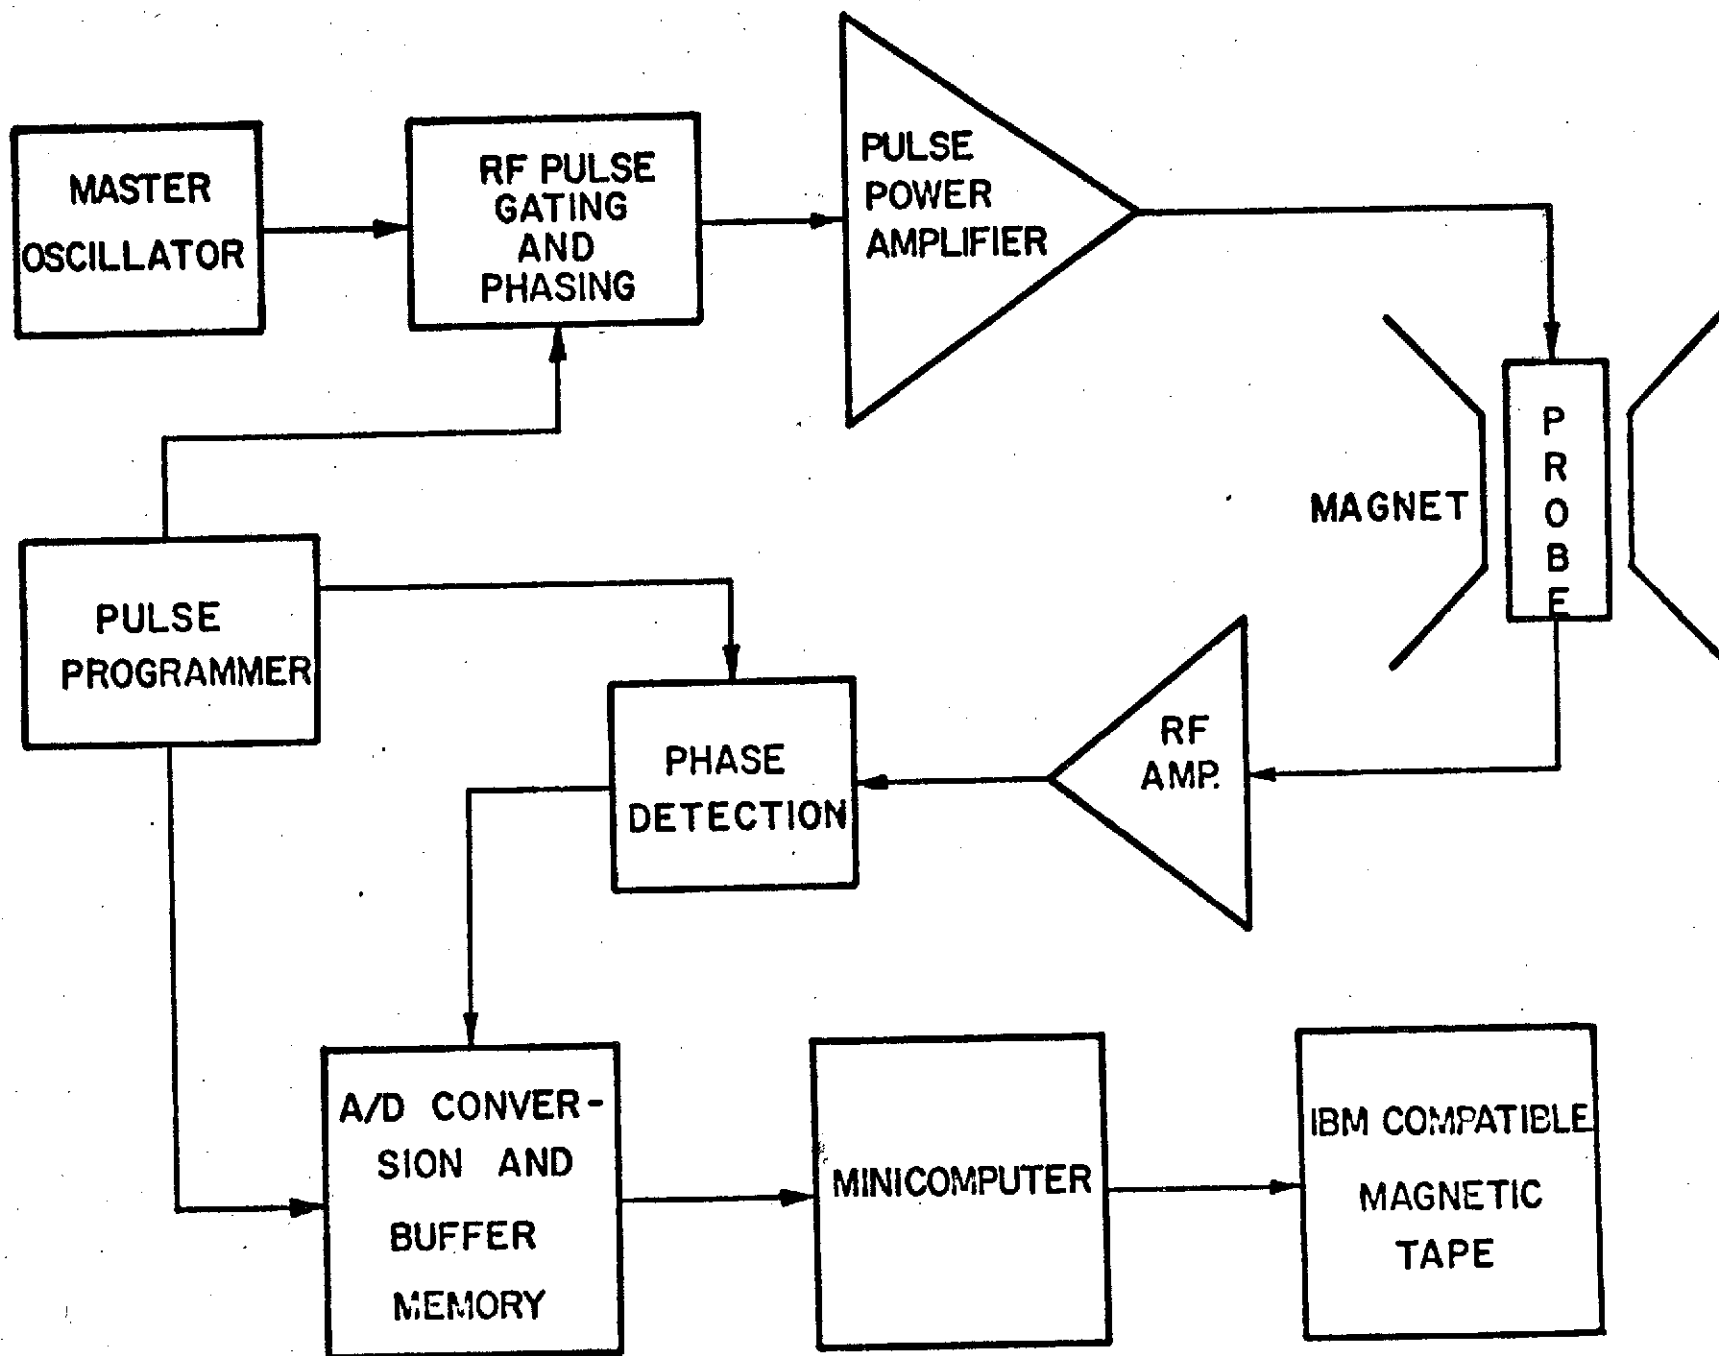 MASTER
OSCILLATOR
RF PULSE
GATING
AND
PHASING
PULSE
POWER
AMPLIFIER
MAGNET
PROBE
PULSE
PROGRAMMER
PHASE
DETECTION
RF
AMP.
A/D CONVER-
SION AND
BUFFER
MEMORY
MINICOMPUTER
IBM COMPATIBLE
MAGNETIC
TAPE